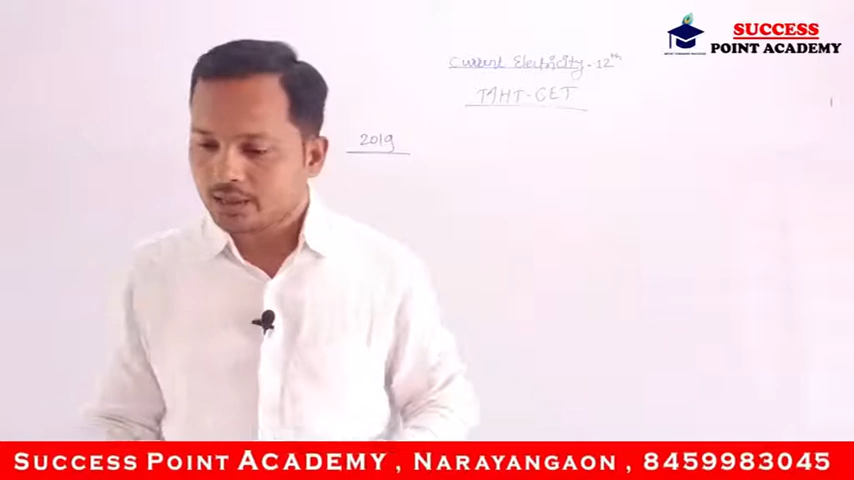 SUCCESS
POINT ACADEMY
Current Electricity - 12th
MHT-CET
2019
SUCCESS POINT ACADEMY , NARAYANGAON , 8459983045